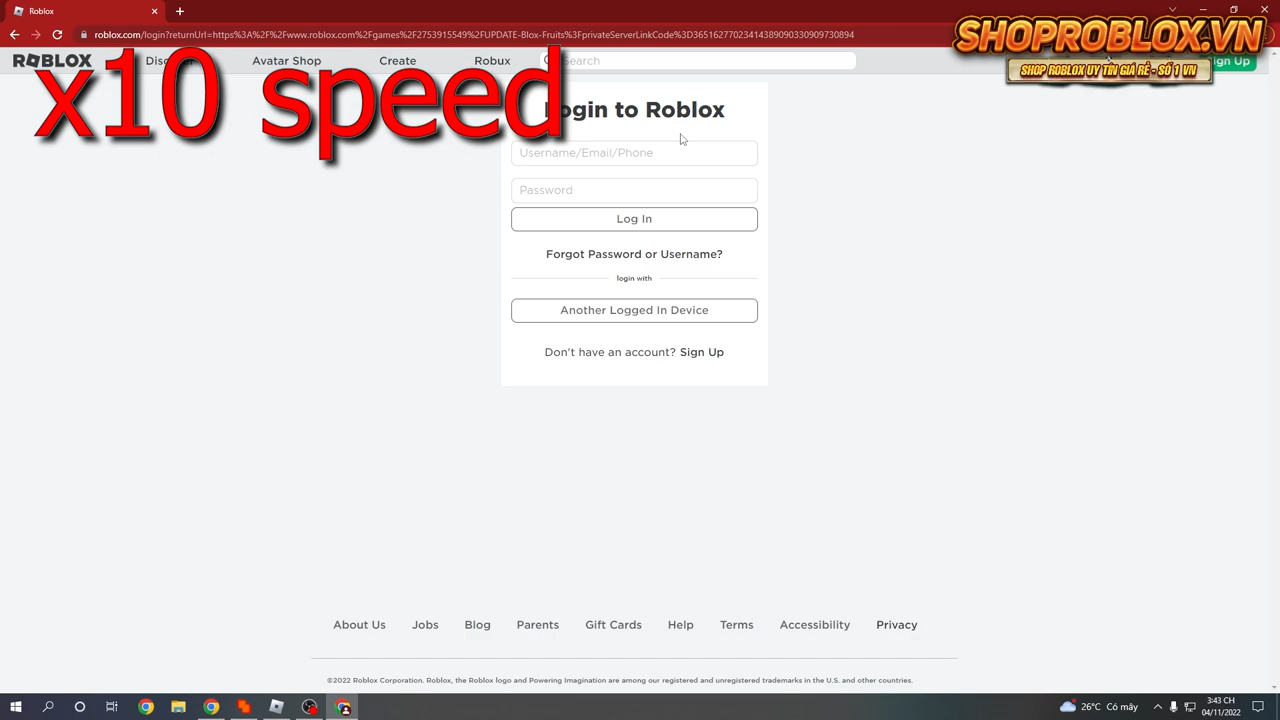 Roblox
roblox.com/login?returnUrl=https%3A%2F%2Fwww.roblox.com%2Fgames%2F2753915549%2FUPDATE-Blox-Fruits%3FprivateServerLinkCode%3D36516277023414389090330909730894
SHOPROBLOX.VN
SHOP ROBLOX UY TÍN GIÁ RẺ - SỐ 1 VN
ROBLOX
Avatar Shop
Create
Robux
Search
Sign Up
x10 speed
Login to Roblox
Username/Email/Phone
Password
Log In
Forgot Password or Username?
login with
Another Logged In Device
Don't have an account? Sign Up
About Us Jobs Blog Parents Gift Cards Help Terms Accessibility Privacy
©2022 Roblox Corporation. Roblox, the Roblox logo and Powering Imagination are among our registered and unregistered trademarks in the U.S. and other countries.
26°C Có mây
3:43 CH
04/11/2022